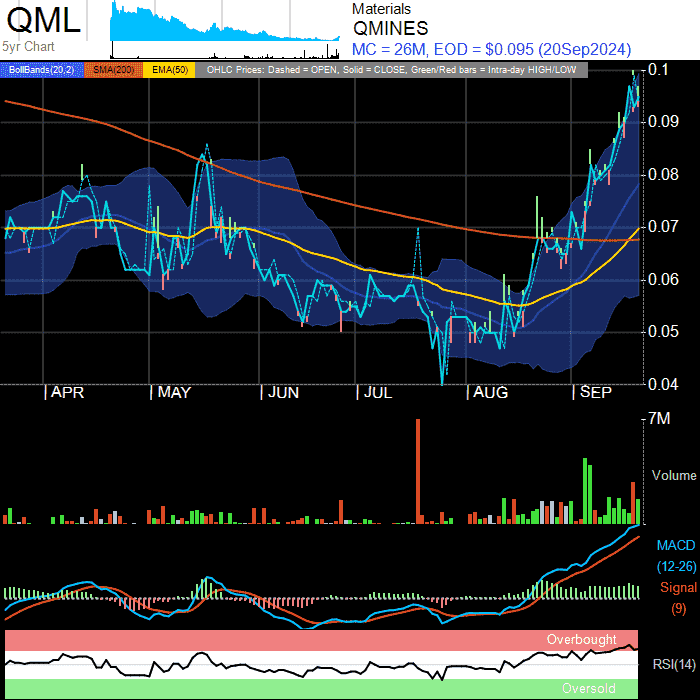 QML
5yr Chart
Materials
QMINES
MC = 26M, EOD = $0.095 (20Sep2024)
BollBands(20,2) SMA(200) EMA(50) OHLC Prices: Dashed = OPEN, Solid = CLOSE, Green/Red bars = Intra-day HIGH/LOW
0.1
0.09
0.08
0.07
0.06
0.05
0.04
APR MAY JUN JUL AUG SEP
7M
Volume
MACD
(12-26)
Signal
(9)
Overbought
RSI(14)
Oversold